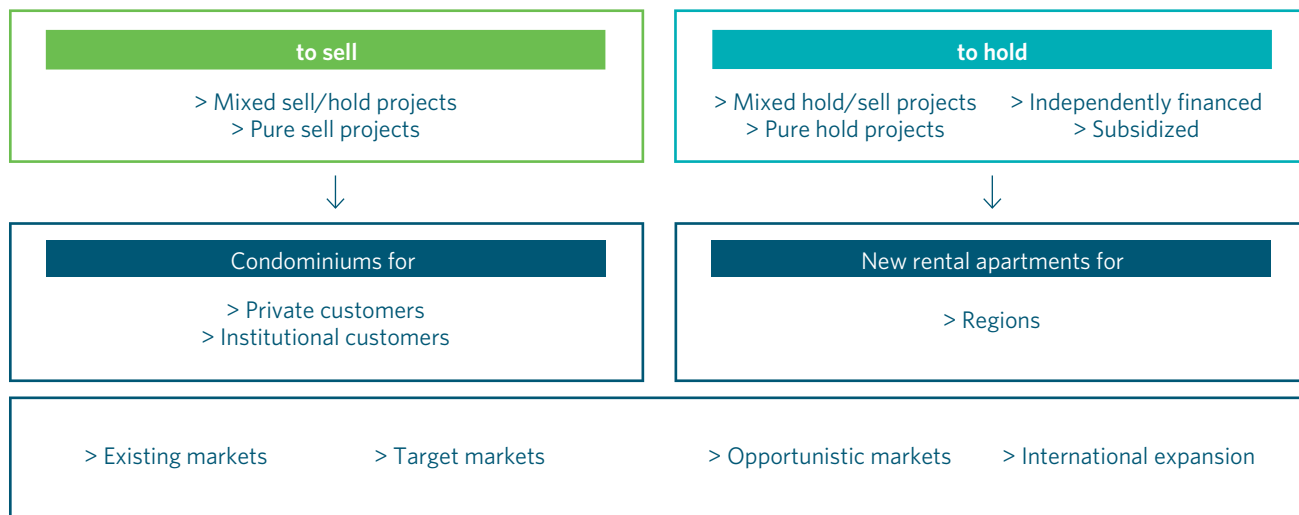 to sell
> Mixed sell/hold projects
> Pure sell projects
to hold
> Mixed hold/sell projects
> Pure hold projects
> Independently financed
> Subsidized
Condominiums for
> Private customers
> Institutional customers
New rental apartments for
> Regions
> Existing markets
> Target markets
> Opportunistic markets
> International expansion